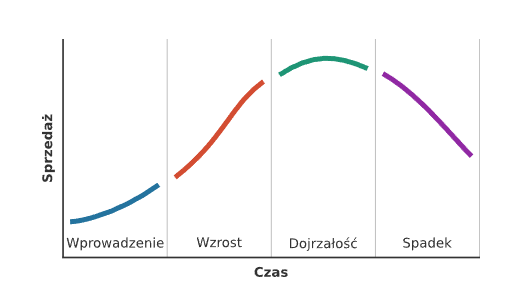 Sprzedaż
Wprowadzenie
Wzrost
Dojrzałość
Spadek
Czas